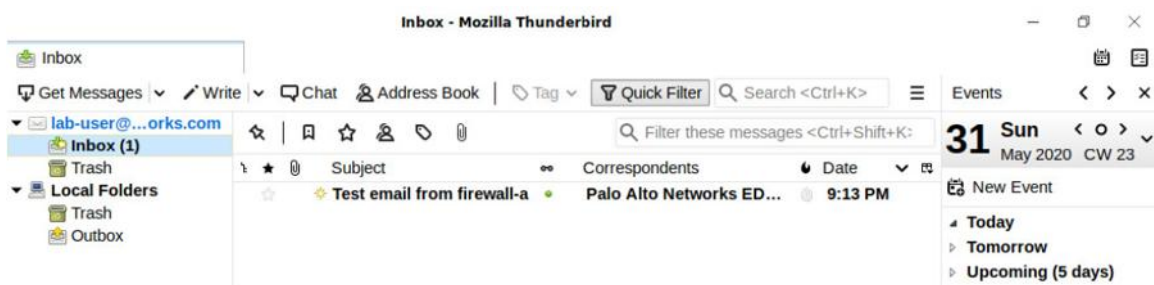 Inbox - Mozilla Thunderbird
Inbox
Get Messages Write Chat Address Book Tag Quick Filter Search <Ctrl+K>
Filter these messages <Ctrl+Shift+K>
Subject Correspondents Date
Test email from firewall-a Palo Alto Networks ED... 9:13 PM
lab-user@...orks.com
Inbox (1)
Trash
Local Folders
Trash
Outbox
Events
31 Sun
May 2020 CW 23
New Event
Today
Tomorrow
Upcoming (5 days)